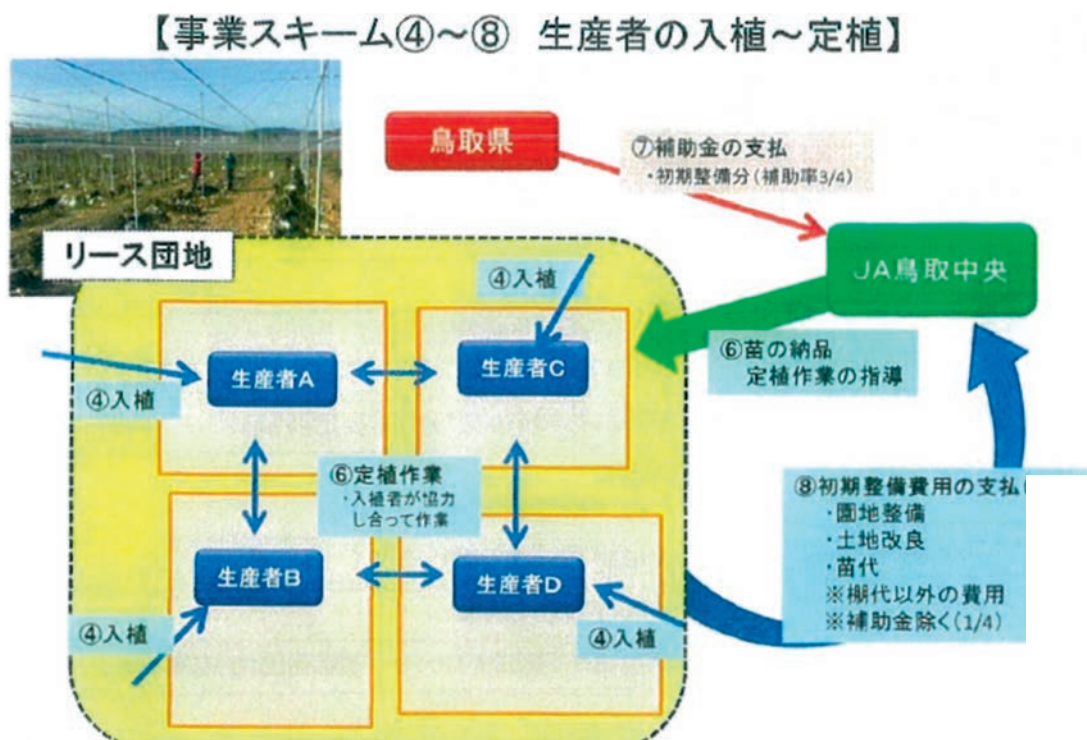 【事業スキーム④～⑧ 生産者の入植～定植】
鳥取県
⑦補助金の支払
・初期整備分（補助率3/4）
リース団地
JA鳥取中央
④入植
生産者A
生産者C
④入植
⑥苗の納品
定植作業の指導
⑥定植作業
・入植者が協力
し合って作業
⑧初期整備費用の支払（
・園地整備
・土地改良
・苗代
※棚代以外の費用
※補助金除く（1/4）
生産者B
生産者D
④入植
④入植